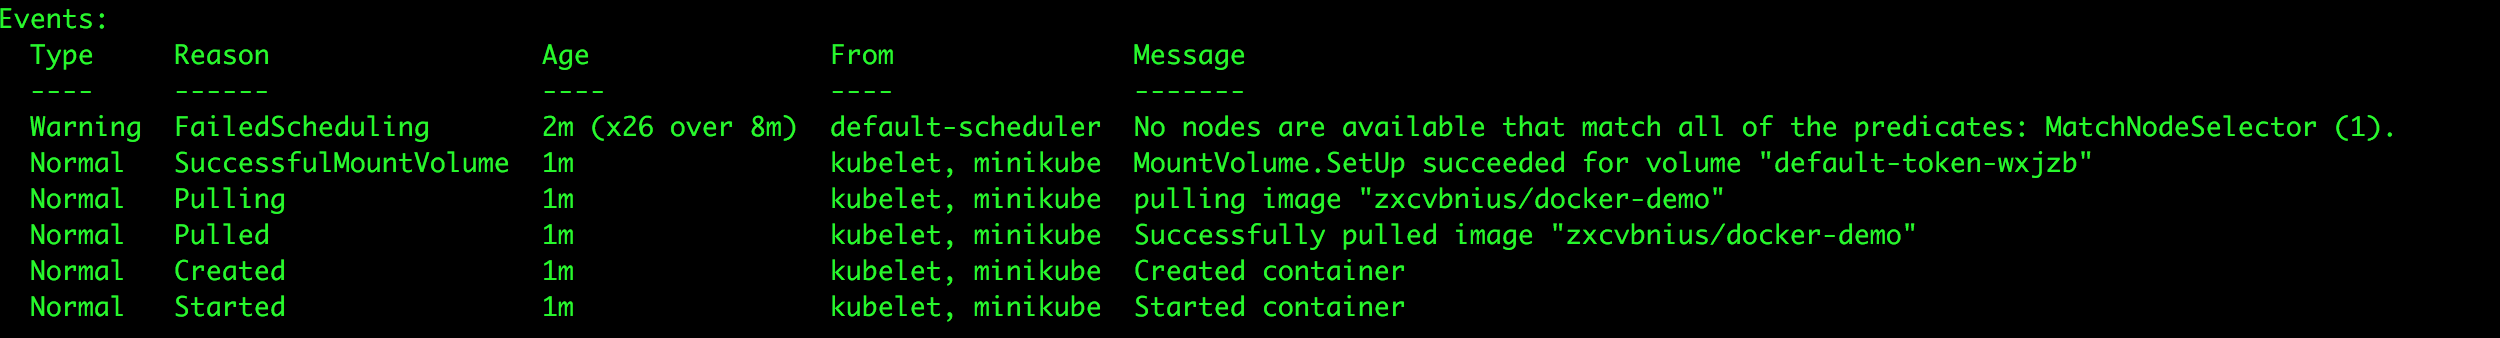 Events:
  Type     Reason                 Age               From               Message
  ----     ------                 ----              ----               -------
  Warning  FailedScheduling       2m (x26 over 8m)  default-scheduler  No nodes are available that match all of the predicates: MatchNodeSelector (1).
  Normal   SuccessfulMountVolume  1m                kubelet, minikube  MountVolume.SetUp succeeded for volume "default-token-wxjzb"
  Normal   Pulling                1m                kubelet, minikube  pulling image "zxcvbnius/docker-demo"
  Normal   Pulled                 1m                kubelet, minikube  Successfully pulled image "zxcvbnius/docker-demo"
  Normal   Created                1m                kubelet, minikube  Created container
  Normal   Started                1m                kubelet, minikube  Started container